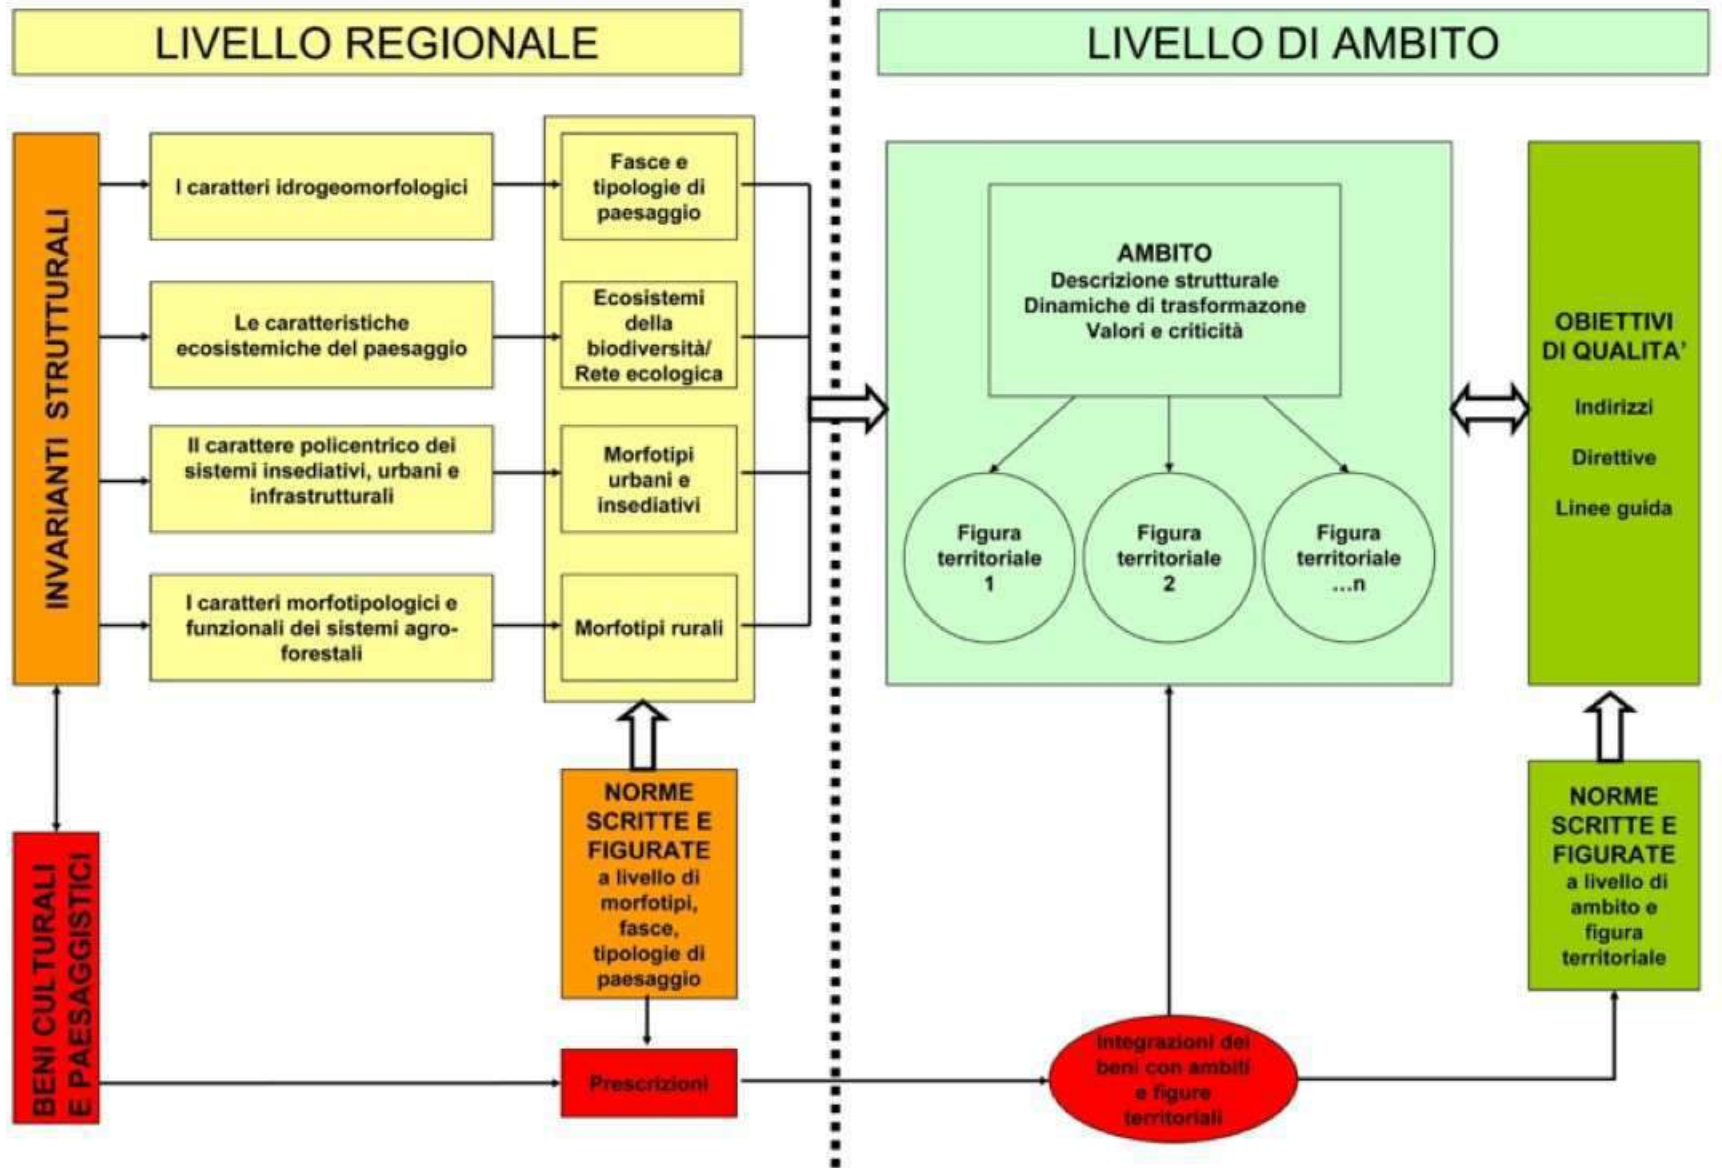 LIVELLO REGIONALE
LIVELLO DI AMBITO
INVARIANTI STRUTTURALI
I caratteri idrogeomorfologici
Fasce e
tipologie di
paesaggio
Le caratteristiche
ecosistemiche del paesaggio
Ecosistemi
della
biodiversità/
Rete ecologica
Il carattere policentrico dei
sistemi insediativi, urbani e
infrastrutturali
Morfotipi
urbani e
insediativi
I caratteri morfotipologici e
funzionali dei sistemi agro-
forestali
Morfotipi rurali
AMBITO
Descrizione strutturale
Dinamiche di trasformazone
Valori e criticità
Figura
territoriale
1
Figura
territoriale
2
Figura
territoriale
...n
OBIETTIVI
DI QUALITA'
Indirizzi
Direttive
Linee guida
BENI CULTURALI
E PAESAGGISTICI
NORME
SCRITTE E
FIGURATE
a livello di
morfotipi,
fasce,
tipologie di
paesaggio
Prescrizioni
Integrazioni dei
beni con ambiti
e figure
territoriali
NORME
SCRITTE E
FIGURATE
a livello di
ambito e
figura
territoriale